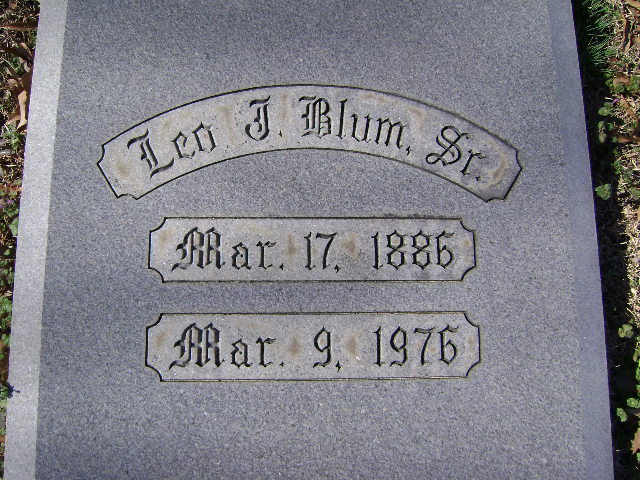 Leo J. Blum, Sr.
Mar. 17, 1886
Mar. 9, 1976